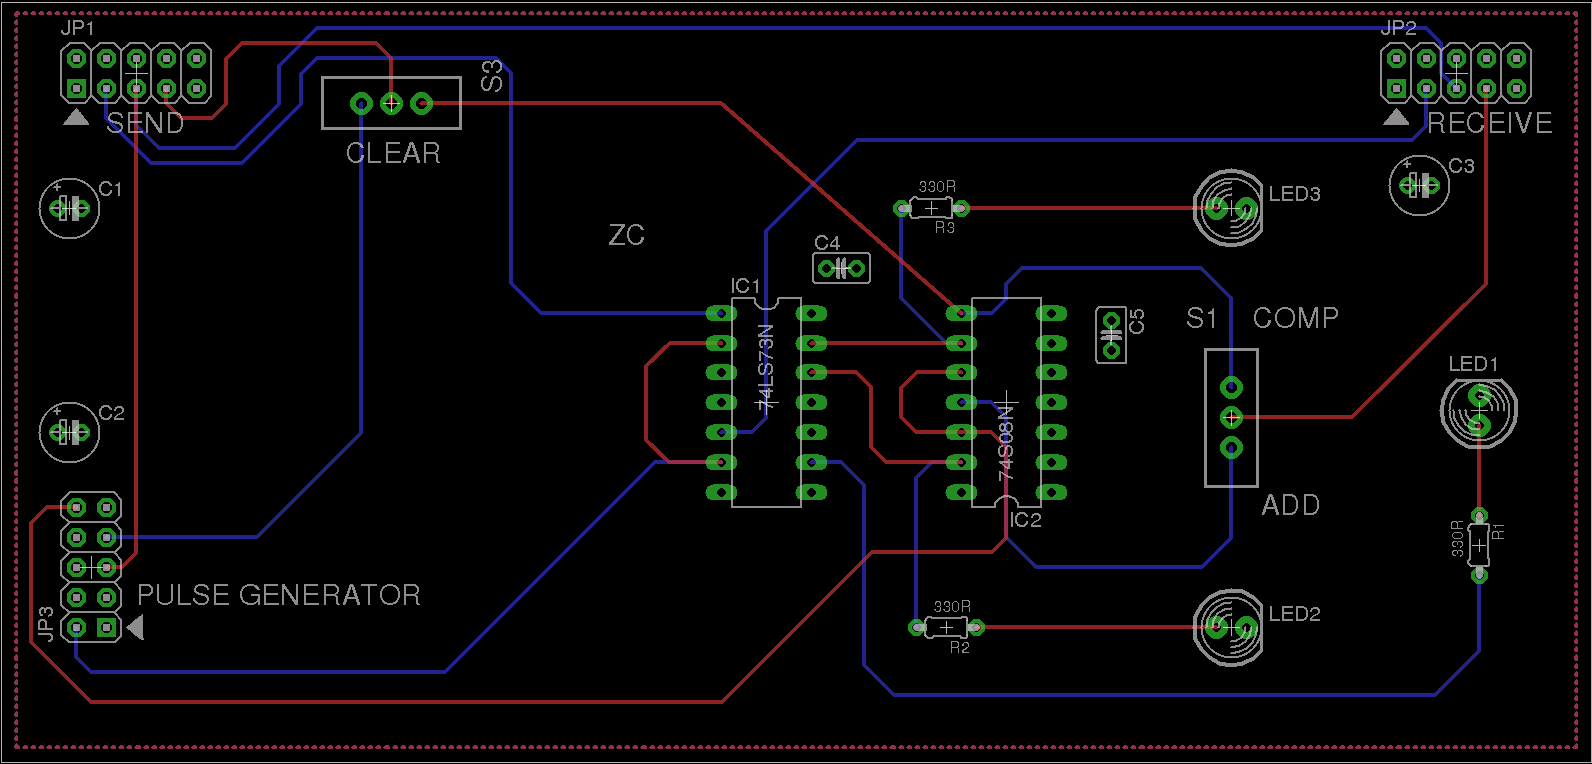 JP1
JP2
S3
SEND
RECEIVE
CLEAR
C3
C1
330R
LED3
R3
ZC
C4
IC1
S1 COMP
C5
74LS73N
LED1
C2
74S08N
ADD
IC2
330R
R1
PULSE GENERATOR
JP3
330R
LED2
R2